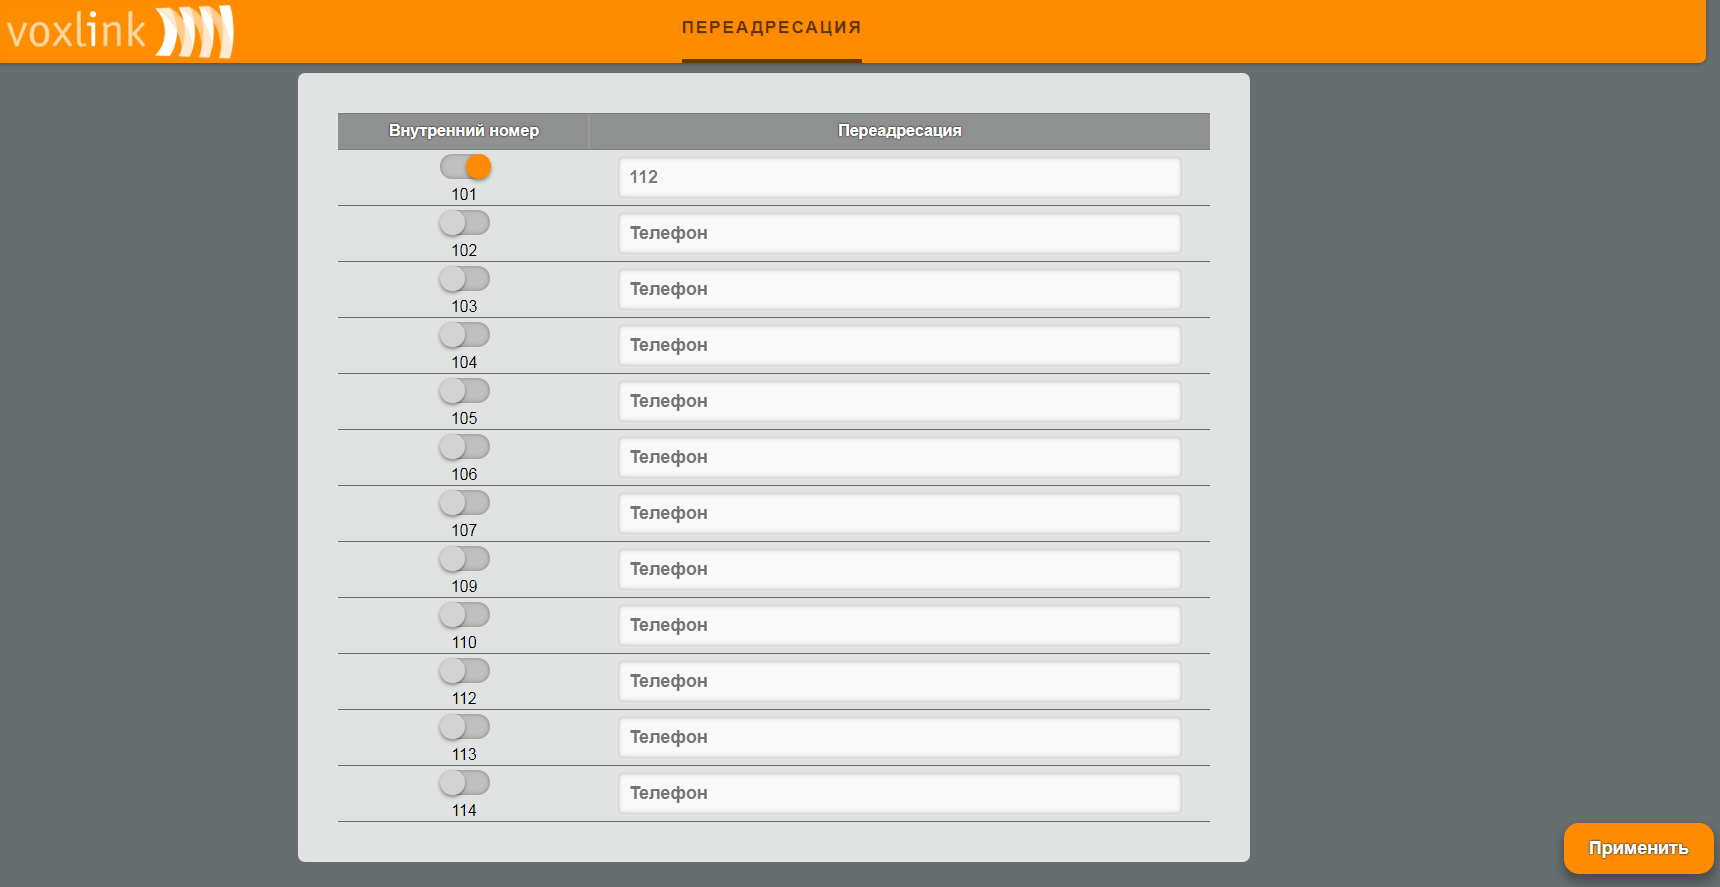 voxlink
ПЕРЕАДРЕСАЦИЯ
Внутренний номер Переадресация
101 112
102 Телефон
103 Телефон
104 Телефон
105 Телефон
106 Телефон
107 Телефон
109 Телефон
110 Телефон
112 Телефон
113 Телефон
114 Телефон
Применить